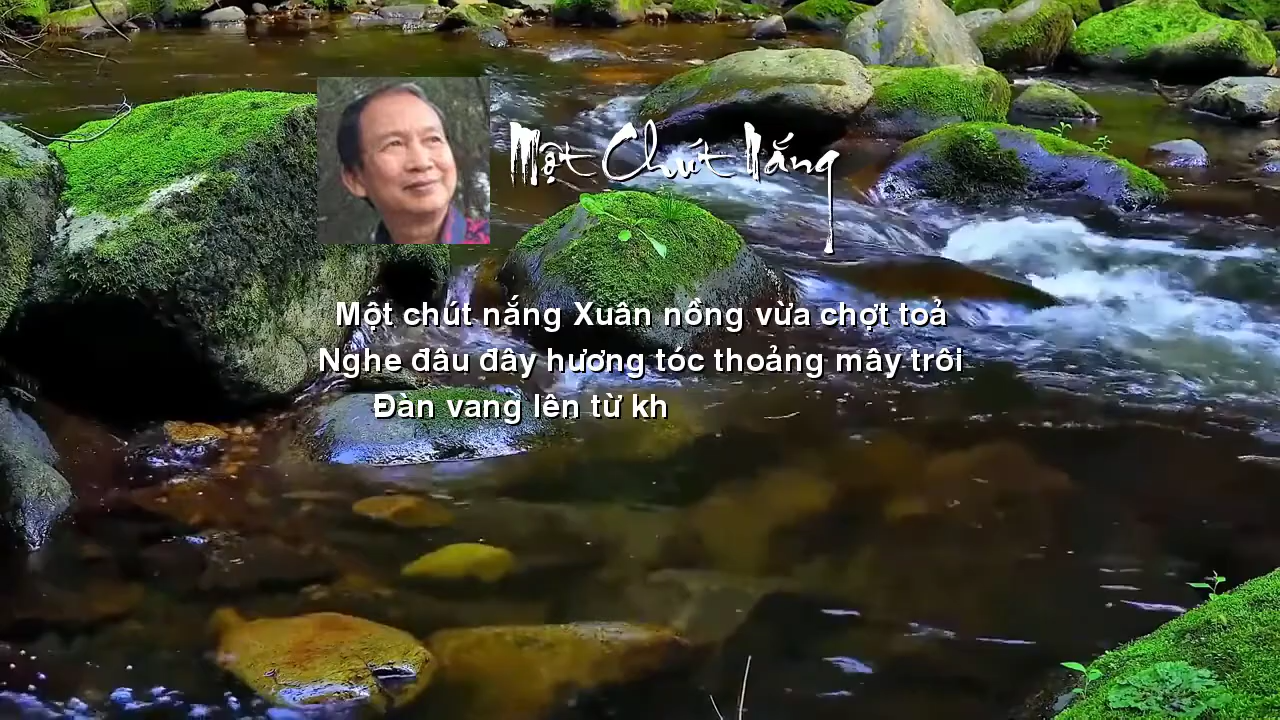 Một Chút Nắng
Một chút nắng Xuân nồng vừa chợt toả
Nghe đâu đây hương tóc thoảng mây trôi
Đàn vang lên từ kh